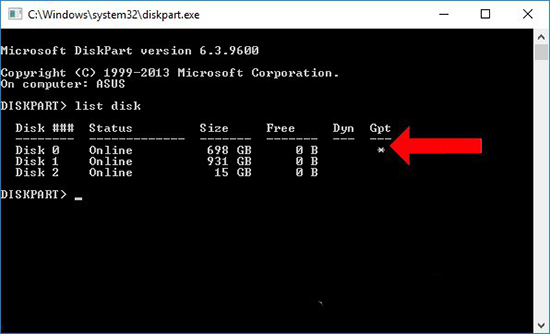 C:\Windows\system32\diskpart.exe
Microsoft DiskPart version 6.3.9600
Copyright (C) 1999-2013 Microsoft Corporation.
On computer: ASUS
DISKPART> list disk
Disk ###  Status         Size     Free     Dyn  Gpt
--------  -------------  -------  -------  ---  ---
Disk 0    Online          698 GB      0 B        *
Disk 1    Online          931 GB      0 B
Disk 2    Online           15 GB      0 B
DISKPART> _